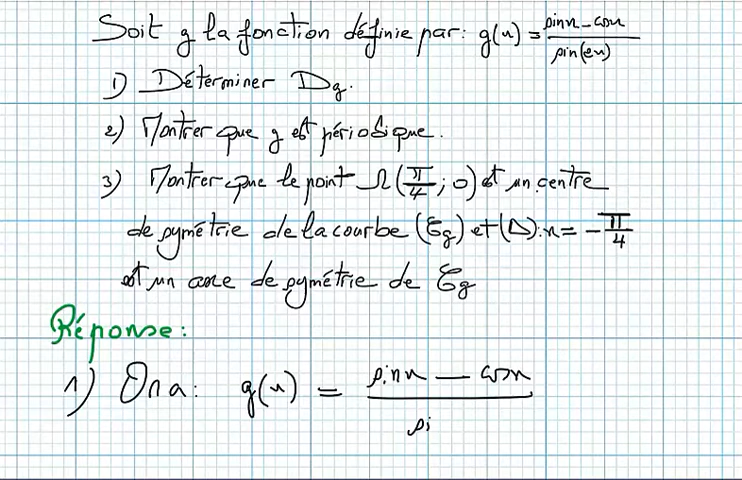 Soit g la fonction définie par: g(x) = (sinx - cosx)/sin(2x)
1) Déterminer Dg.
2) Montrer que g est périodique.
3) Montrer que le point Ω(π/4; 0) est un centre
de symétrie de la courbe (Cg) et (Δ): x = -π/4
est un axe de symétrie de Cg
Réponse:
1) On a: g(x) = (sinx - cosx)/si